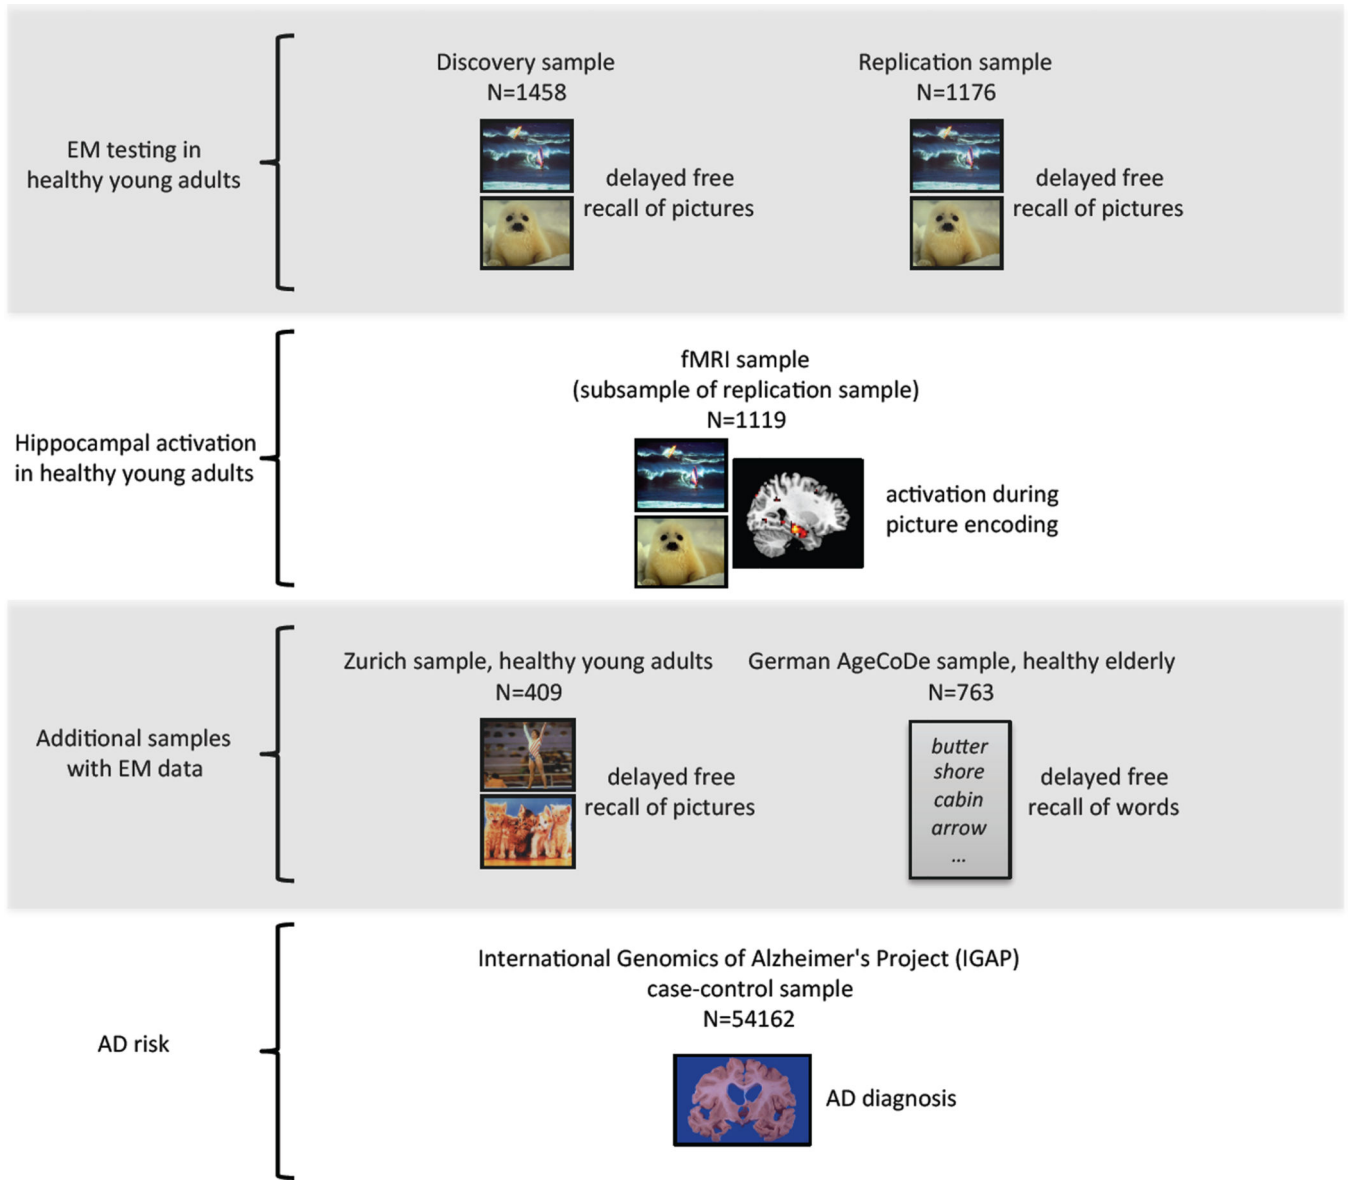 EM testing in
healthy young adults
Discovery sample
N=1458
delayed free
recall of pictures
Replication sample
N=1176
delayed free
recall of pictures
Hippocampal activation
in healthy young adults
fMRI sample
(subsample of replication sample)
N=1119
activation during
picture encoding
Additional samples
with EM data
Zurich sample, healthy young adults
N=409
delayed free
recall of pictures
German AgeCoDe sample, healthy elderly
N=763
butter
shore
cabin
arrow
...
delayed free
recall of words
AD risk
International Genomics of Alzheimer's Project (IGAP)
case-control sample
N=54162
AD diagnosis